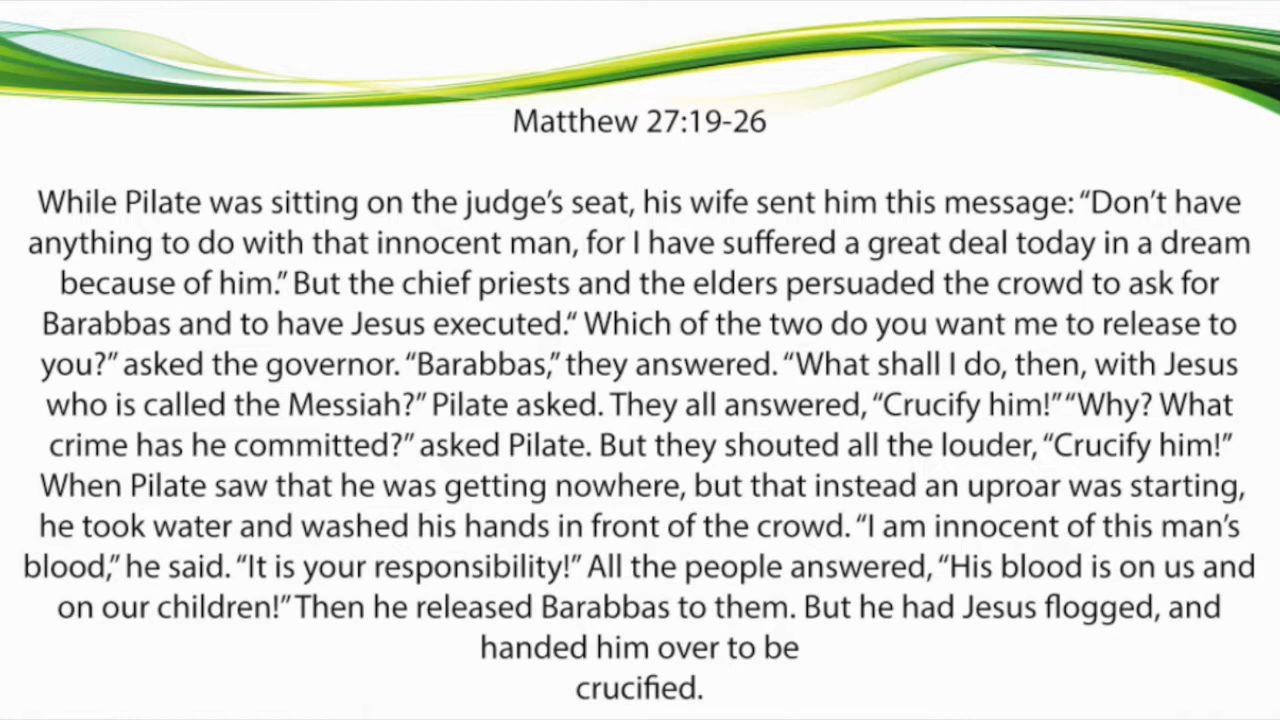 Matthew 27:19-26
While Pilate was sitting on the judge’s seat, his wife sent him this message: “Don’t have
anything to do with that innocent man, for I have suffered a great deal today in a dream
because of him.” But the chief priests and the elders persuaded the crowd to ask for
Barabbas and to have Jesus executed.“ Which of the two do you want me to release to
you?” asked the governor. “Barabbas,” they answered. “What shall I do, then, with Jesus
who is called the Messiah?” Pilate asked. They all answered, “Crucify him!” “Why? What
crime has he committed?” asked Pilate. But they shouted all the louder, “Crucify him!”
When Pilate saw that he was getting nowhere, but that instead an uproar was starting,
he took water and washed his hands in front of the crowd. “I am innocent of this man’s
blood,” he said. “It is your responsibility!” All the people answered, “His blood is on us and
on our children!” Then he released Barabbas to them. But he had Jesus flogged, and
handed him over to be
crucified.